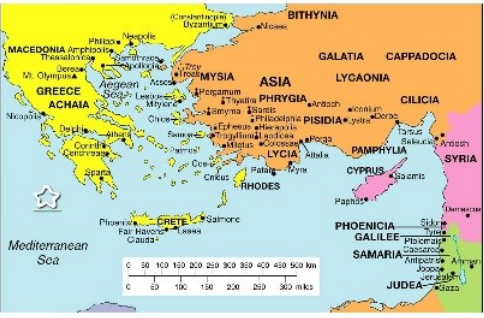 (Constantinople)
Byzantium
BITHYNIA
Nicaea
Neapolis
Philippi
MACEDONIA Amphipolis
Thessalonica
Samothrace
Apollonia
Berea
Mt. Olympus
Troy
Troas
Assos
MYSIA
GALATIA
CAPPADOCIA
ASIA
LYCAONIA
Aegean
Sea
Lesbos
Mitylene
Pergamum
Thyatira
PHRYGIA
Antioch
Iconium
CILICIA
GREECE
ACHAIA
Nicopolis
Chios
Smyrna
Sardis
Philadelphia
PISIDIA
Lystra
Derbe
Delphi
Athens
Samos
Ephesus
Hierapolis
Trogyllium
Laodicea
Perga
Tarsus
Seleucia
Antioch
Corinth
Cenchreae
Patmos
Miletus
Colossae
Attalia
PAMPHYLIA
Cos
LYCIA
SYRIA
Sparta
Cnidus
Patara
Myra
CYPRUS
Salamis
RHODES
Paphos
Damascus
Phoenix
CRETE
Salmone
Fair Havens
Lasea
Clauda
PHOENICIA
Sidon
Tyre
GALILEE
Ptolemais
Mediterranean
Sea
Caesarea
SAMARIA
Antipatris
Joppa
Amman
Jerusalem
JUDEA
Gaza
0 50 100 150 200 250 300 350 400 450 500 km
0 100 200 300 miles